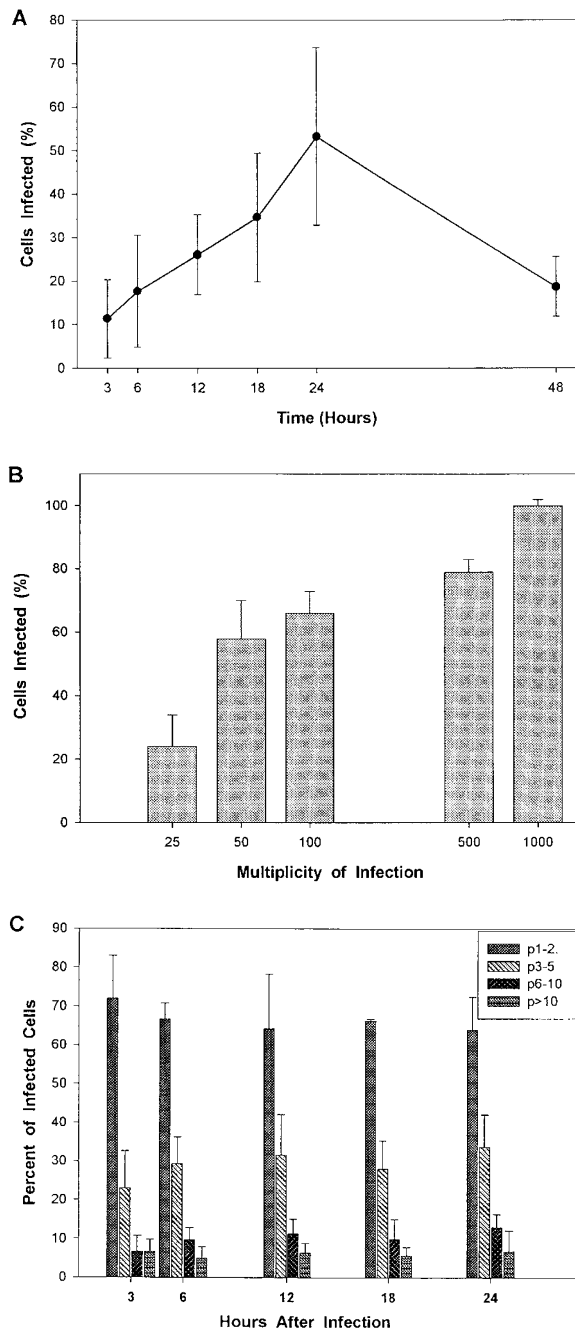 A
80
70
60
50
40
30
20
10
0
Cells Infected (%)
3 6 12 18 24 48
Time (Hours)
B
100
80
60
40
20
0
Cells Infected (%)
25 50 100 500 1000
Multiplicity of Infection
C
90
80
70
60
50
40
30
20
10
0
Percent of Infected Cells
p1-2.
p3-5
p6-10
p>10
3 6 12 18 24
Hours After Infection